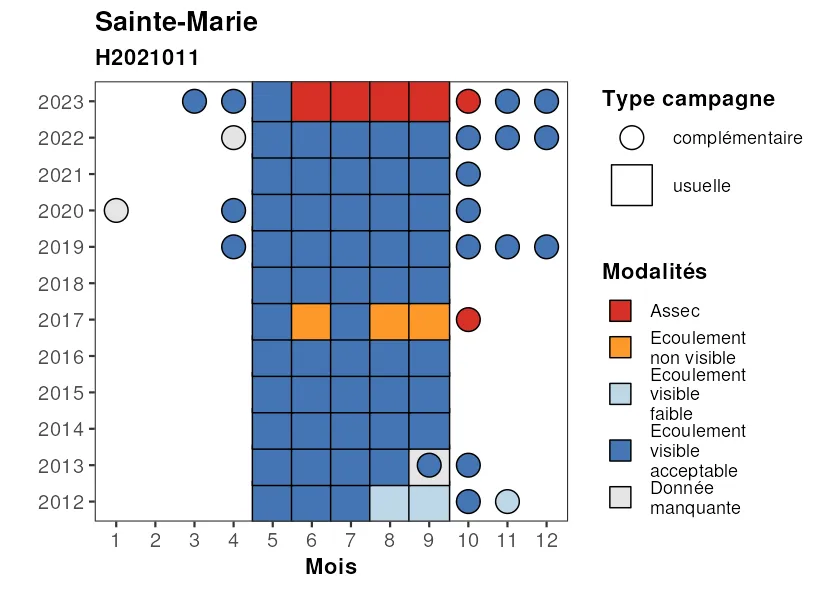 Sainte-Marie
H2021011
2023
2022
2021
2020
2019
2018
2017
2016
2015
2014
2013
2012
1 2 3 4 5 6 7 8 9 10 11 12
Mois
Type campagne
complémentaire
usuelle
Modalités
Assec
Ecoulement
non visible
Ecoulement
visible
faible
Ecoulement
visible
acceptable
Donnée
manquante